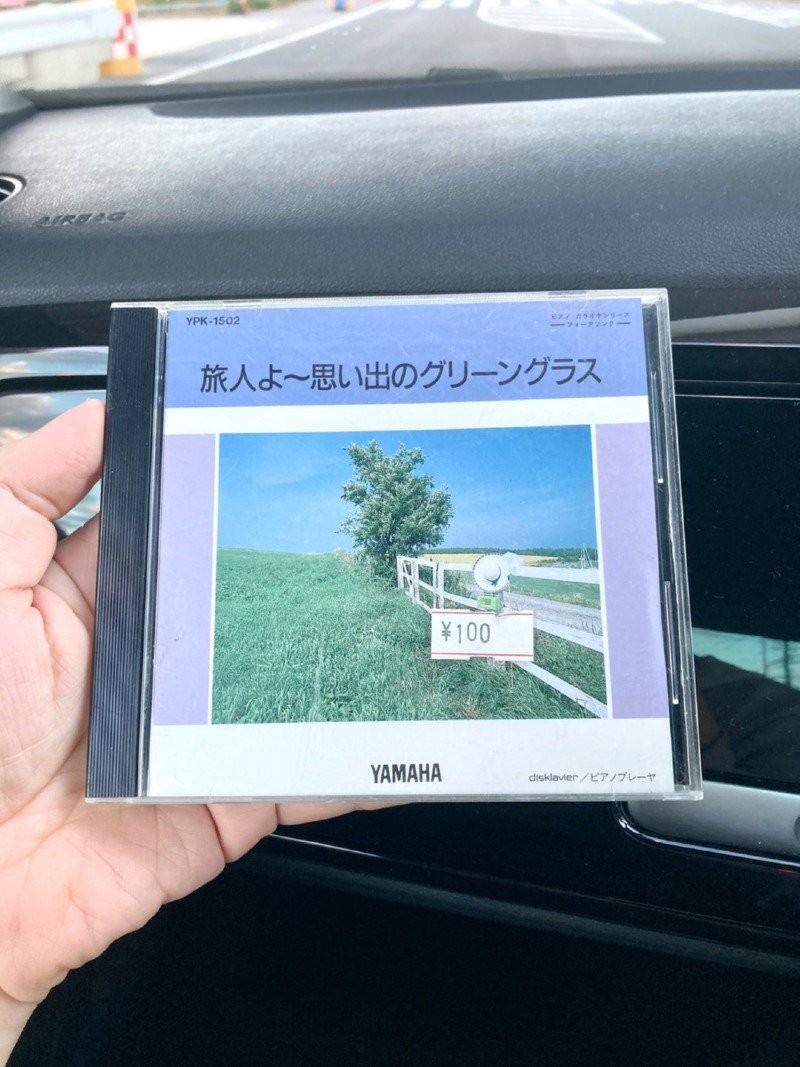 AIRBAG
YPK-1502
ピアノ カラオケシリーズ
フォークソング
旅人よ〜思い出のグリーングラス
¥100
YAMAHA
disklavier／ピアノプレーヤ